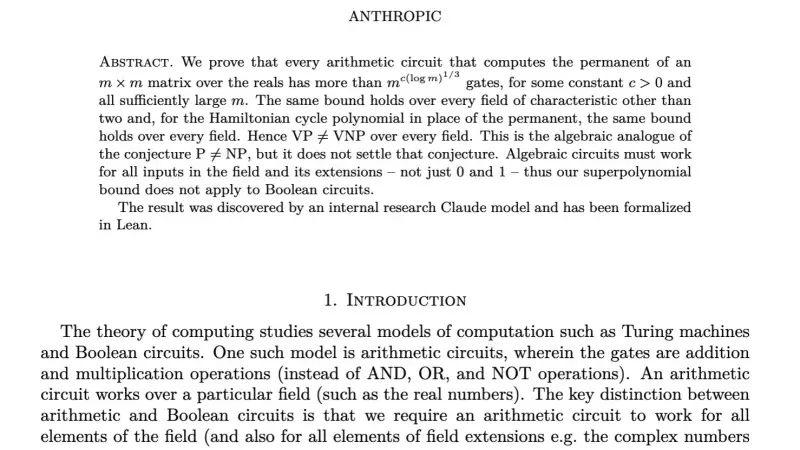 ANTHROPIC
ABSTRACT. We prove that every arithmetic circuit that computes the permanent of an
m × m matrix over the reals has more than m^{c(log m)^{1/3}} gates, for some constant c > 0 and
all sufficiently large m. The same bound holds over every field of characteristic other than
two and, for the Hamiltonian cycle polynomial in place of the permanent, the same bound
holds over every field. Hence VP ≠ VNP over every field. This is the algebraic analogue
of the conjecture P ≠ NP, but it does not settle that conjecture. Algebraic circuits must work
for all inputs in the field and its extensions – not just 0 and 1 – thus our superpolynomial
bound does not apply to Boolean circuits.
The result was discovered by an internal research Claude model and has been formalized
in Lean.
1. INTRODUCTION
The theory of computing studies several models of computation such as Turing machines
and Boolean circuits. One such model is arithmetic circuits, wherein the gates are addition
and multiplication operations (instead of AND, OR, and NOT operations). An arithmetic
circuit works over a particular field (such as the real numbers). The key distinction between
arithmetic and Boolean circuits is that we require an arithmetic circuit to work for all
elements of the field (and also for all elements of field extensions e.g. the complex numbers